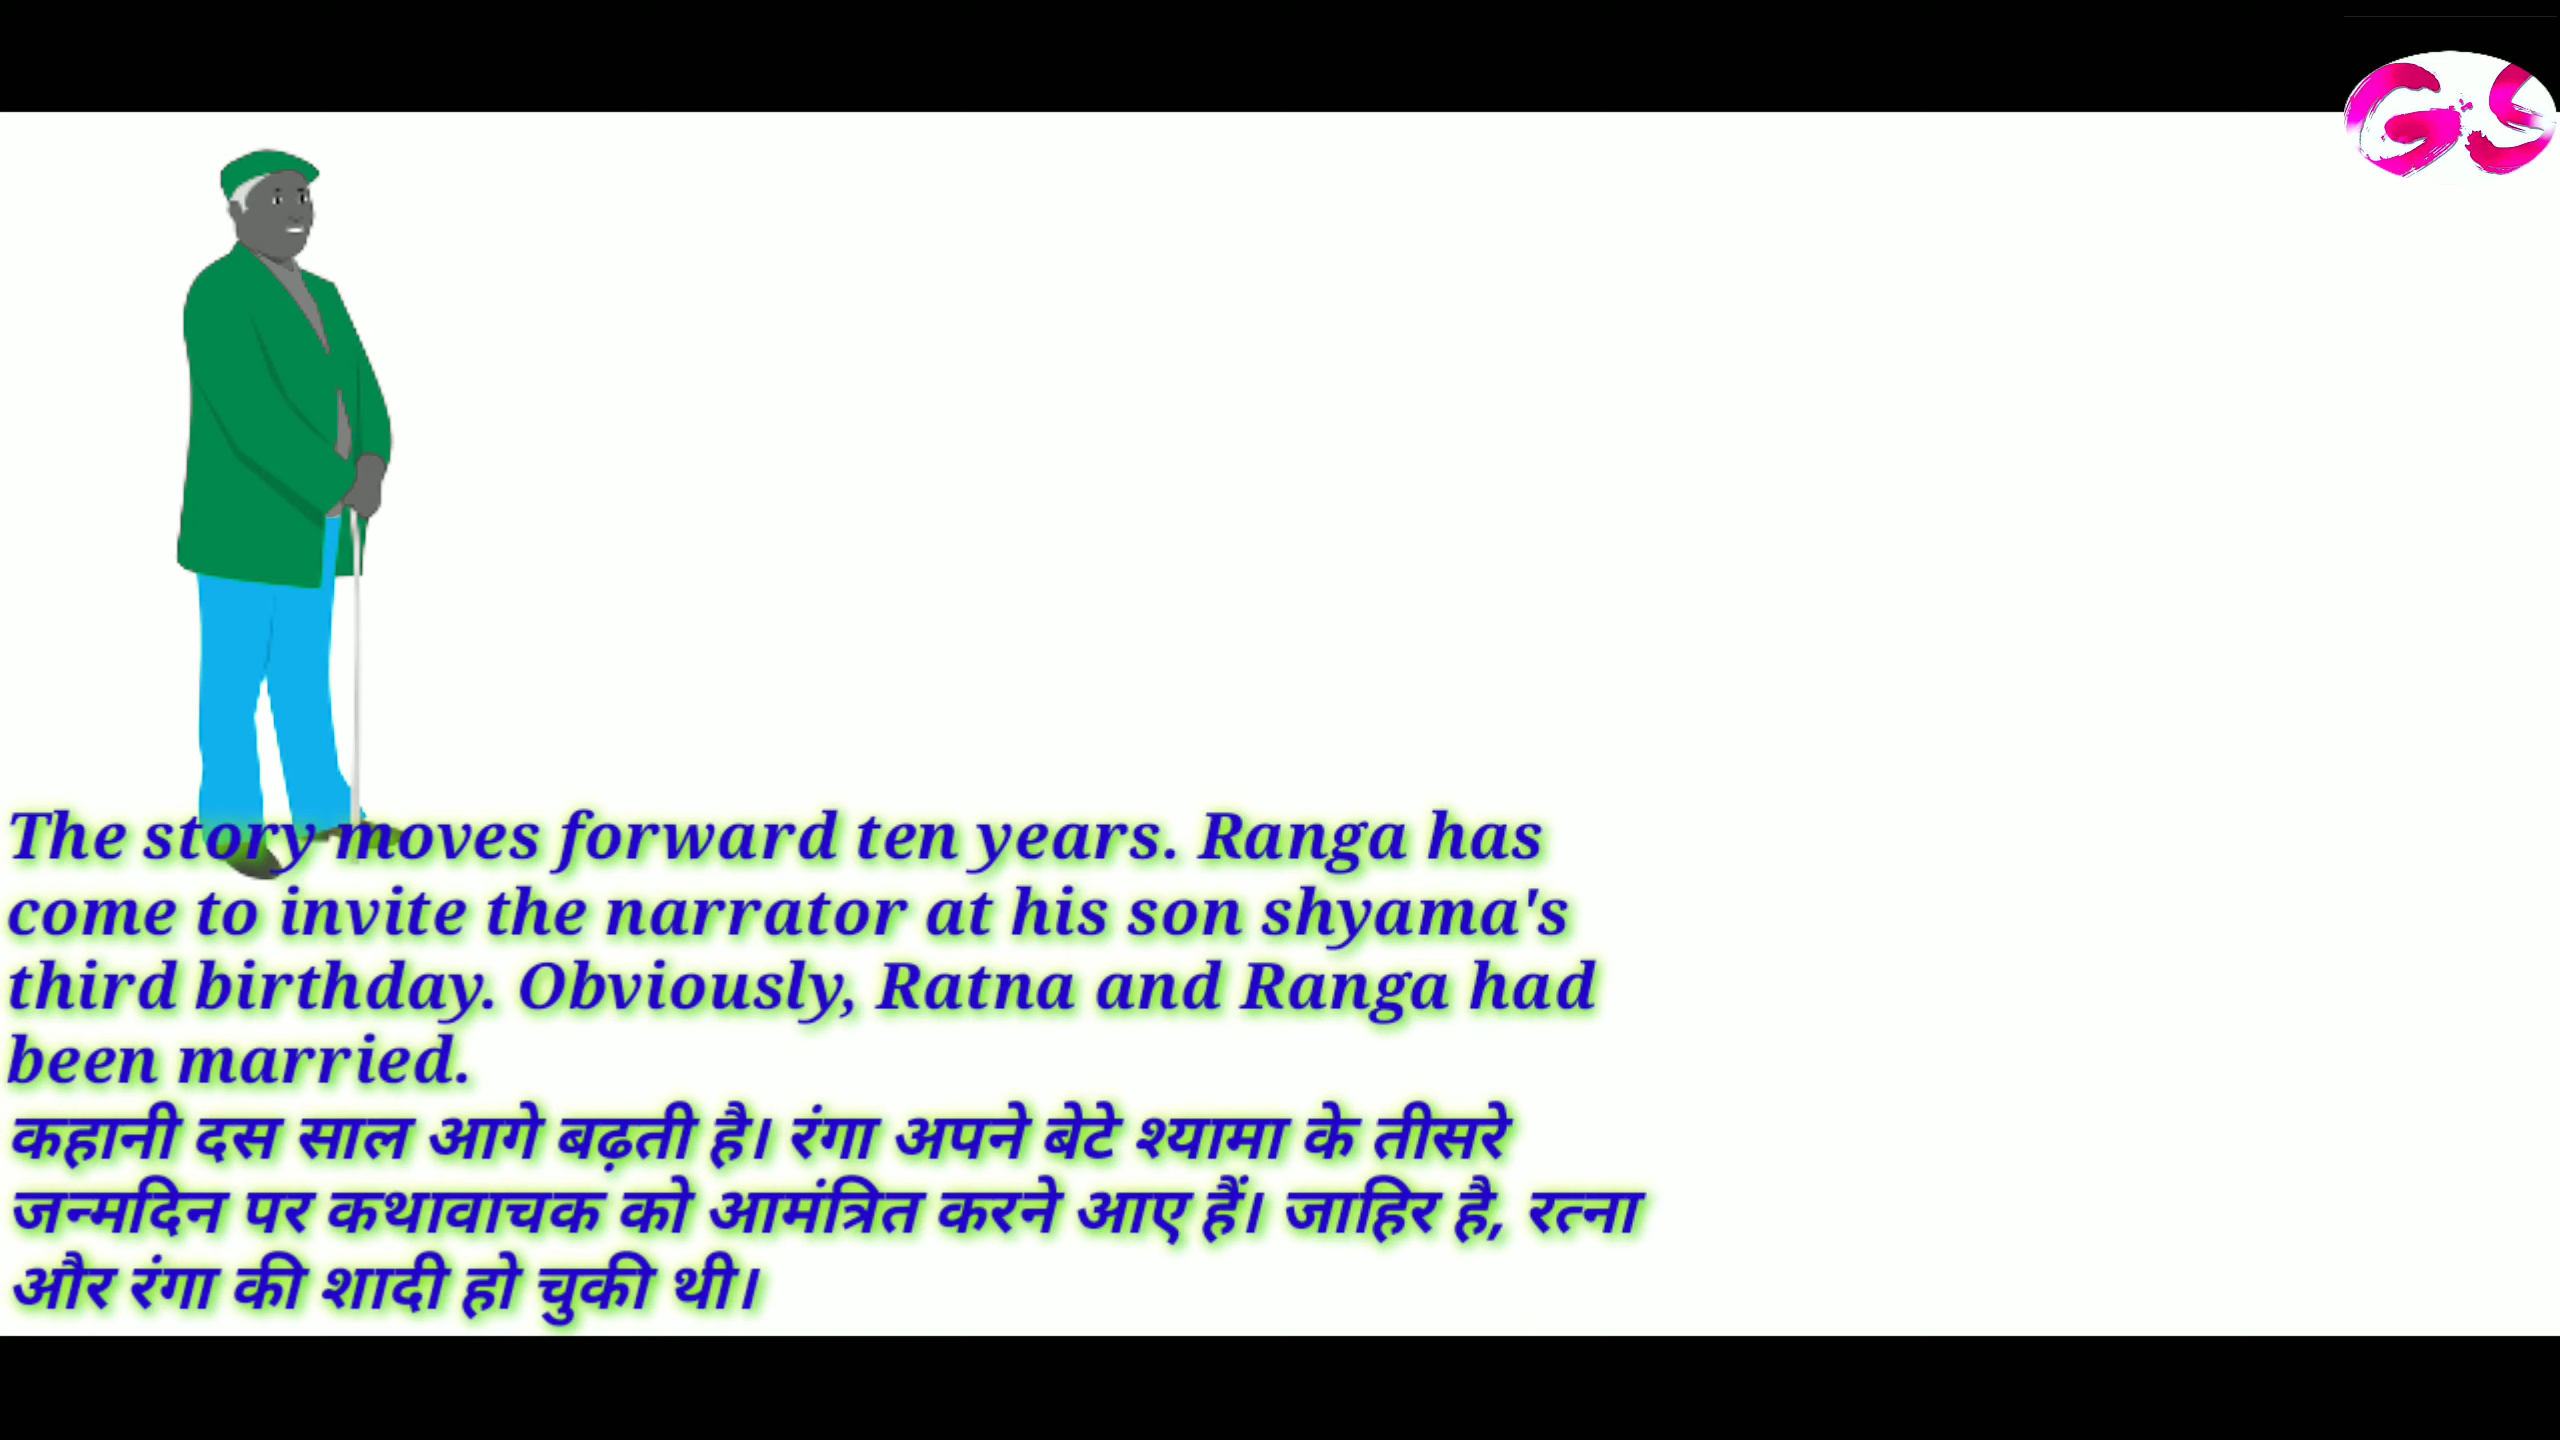 GS
The story moves forward ten years. Ranga has
come to invite the narrator at his son shyama's
third birthday. Obviously, Ratna and Ranga had
been married.
कहानी दस साल आगे बढ़ती है। रंगा अपने बेटे श्यामा के तीसरे
जन्मदिन पर कथावाचक को आमंत्रित करने आए हैं। जाहिर है, रत्ना
और रंगा की शादी हो चुकी थी।